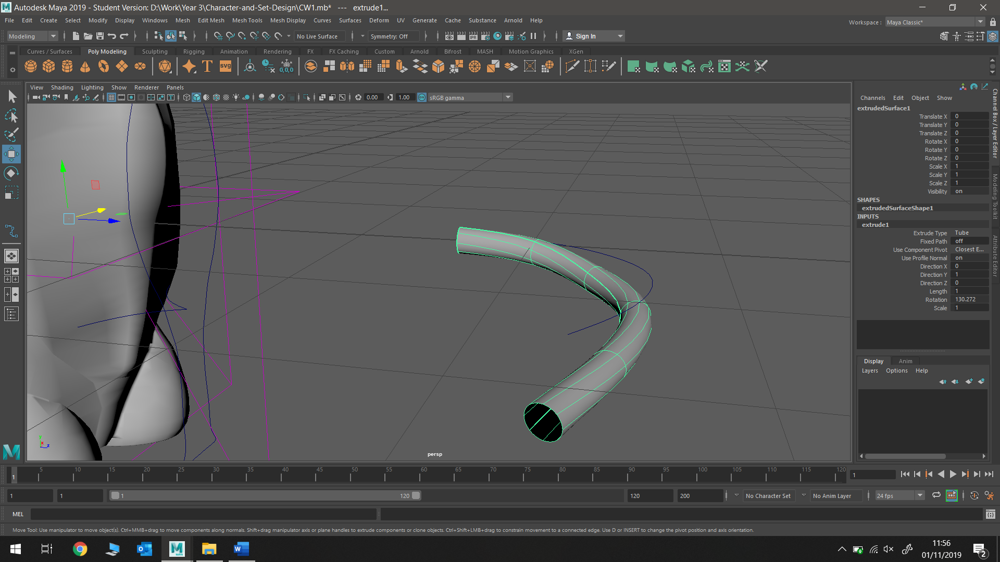 Autodesk Maya 2019 - Student Version: D:\Work\Year 3\Character-and-Set-Design\CW1.mb*   ---   extrude1...
File Edit Create Select Modify Display Windows Mesh Edit Mesh Mesh Tools Mesh Display Curves Surfaces Deform UV Generate Cache Substance Arnold Help
Workspace : Maya Classic*
Modeling No Live Surface Symmetry: Off IPR Sign In
Curves / Surfaces Poly Modeling Sculpting Rigging Animation Rendering FX FX Caching Custom Arnold Bifrost MASH Motion Graphics XGen
T SVG 0,0,0
View Shading Lighting Show Renderer Panels
0.00 1.00 ON sRGB gamma
Channels Edit Object Show
extrudedSurface1
Translate X 0
Translate Y 0
Translate Z 0
Rotate X 0
Rotate Y 0
Rotate Z 0
Scale X 1
Scale Y 1
Scale Z 1
Visibility on
SHAPES
extrudedSurfaceShape1
INPUTS
extrude1
Extrude Type Tube
Fixed Path off
Use Component Pivot Closest E...
Use Profile Normal on
Direction X 0
Direction Y 1
Direction Z 0
Length 1
Rotation 130.272
Scale 1
Channel Box / Layer Editor
Modeling Toolkit
Attribute Editor
Display Anim
Layers Options Help
persp
x z
M
1 5 10 15 20 25 30 35 40 45 50 55 60 65 70 75 80 85 90 95 100 105 110 115 120 1
1 1 1 120 120 200 No Character Set No Anim Layer 24 fps
MEL
Move Tool: Use manipulator to move object(s). Ctrl+MMB+drag to move components along normals. Shift+drag manipulator axis or plane handles to extrude components or clone objects. Ctrl+Shift+LMB+drag to constrain movement to a connected edge. Use D or INSERT to change the pivot position and axis orientation.
11:56
01/11/2019
2